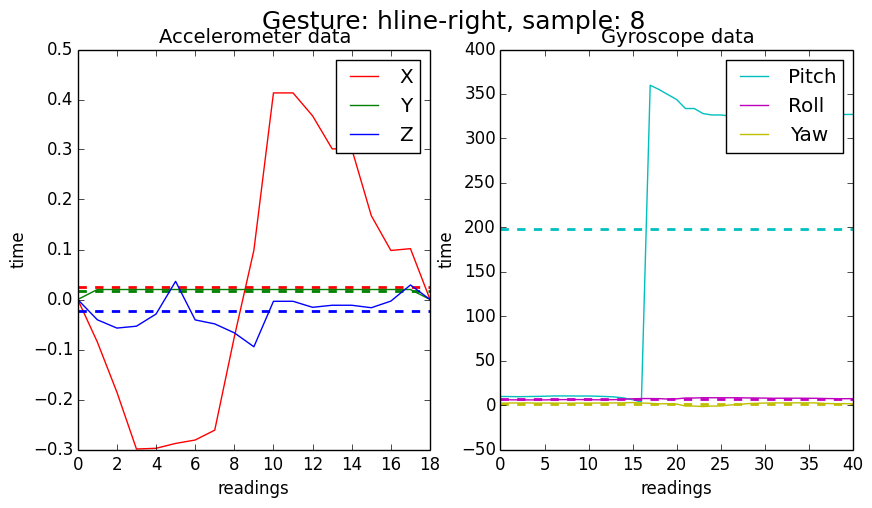 Gesture: hline-right, sample: 8
Accelerometer data
0.5
0.4
0.3
0.2
0.1
0.0
−0.1
−0.2
−0.3
time
0 2 4 6 8 10 12 14 16 18
readings
X
Y
Z
Gyroscope data
400
350
300
250
200
150
100
50
0
−50
time
0 5 10 15 20 25 30 35 40
readings
Pitch
Roll
Yaw